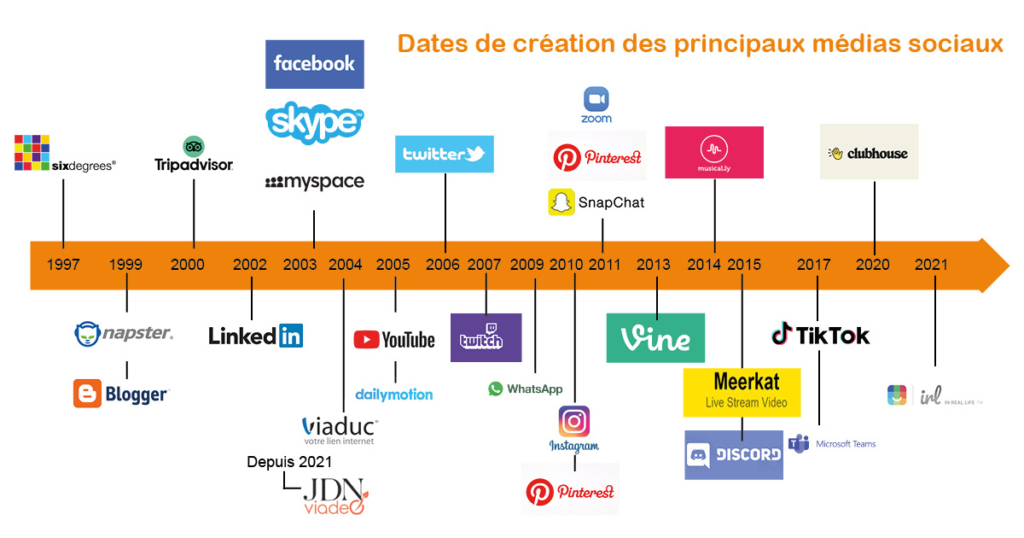 Dates de création des principaux médias sociaux
facebook
skype
myspace
sixdegrees®
Tripadvisor
twitter
zoom
Pinterest
SnapChat
musical.ly
clubhouse
1997 1999 2000 2002 2003 2004 2005 2006 2007 2009 2010 2011 2013 2014 2015 2017 2020 2021
napster.
Blogger
Linked in
viaduc
votre lien internet
Depuis 2021
JDN
viadeo
YouTube
dailymotion
twitch
WhatsApp
Instagram
Pinterest
Vine
Meerkat
Live Stream Video
DISCORD
TikTok
Microsoft Teams
irl IN REAL LIFE